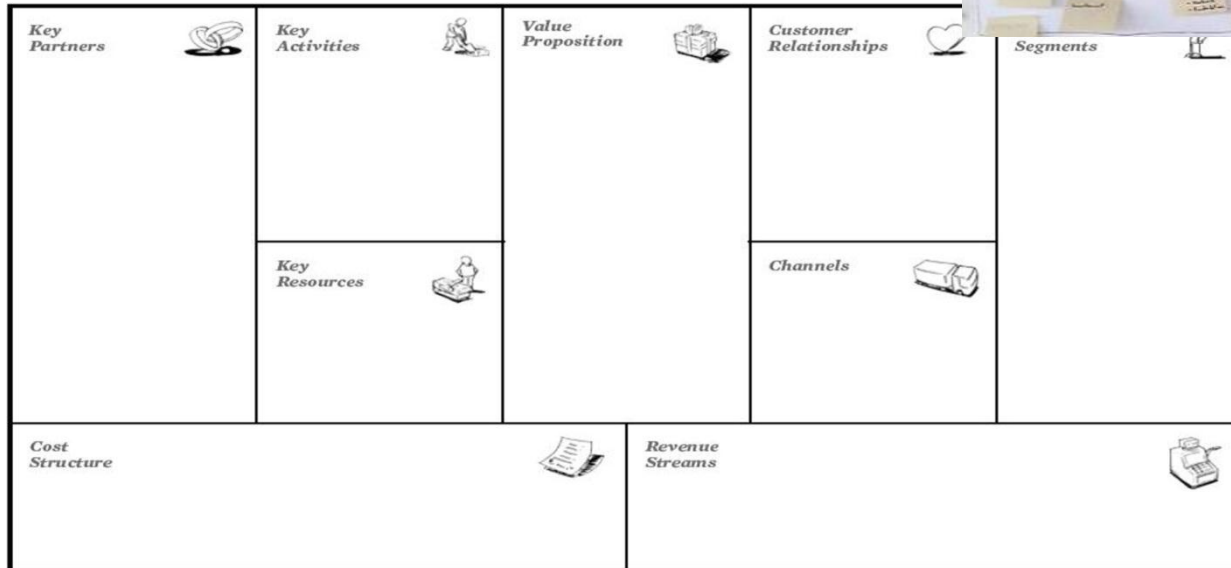 Key
Partners
Key
Activities
Value
Proposition
Customer
Relationships
Segments
Key
Resources
Channels
Cost
Structure
Revenue
Streams